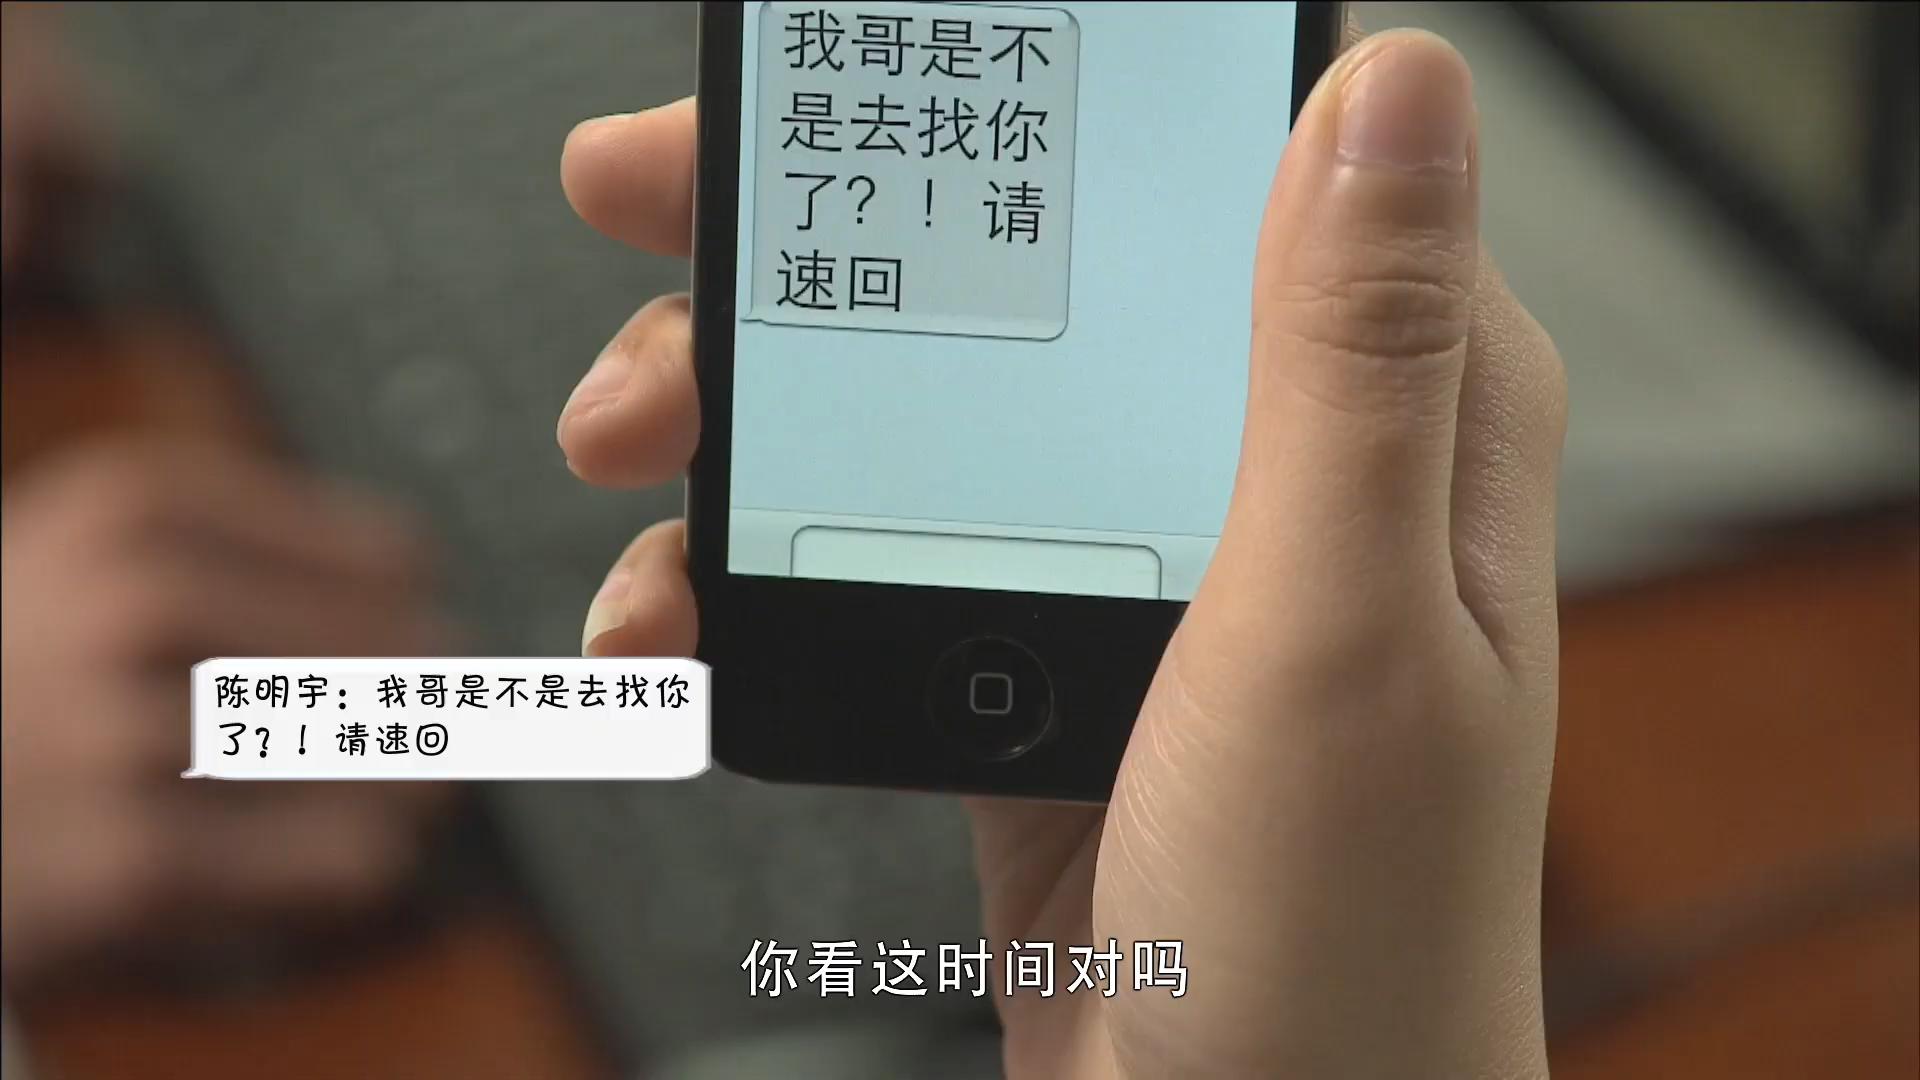 我哥是不
是去找你
了？！请
速回
陈明宇：我哥是不是去找你
了？！请速回
你看这时间对吗